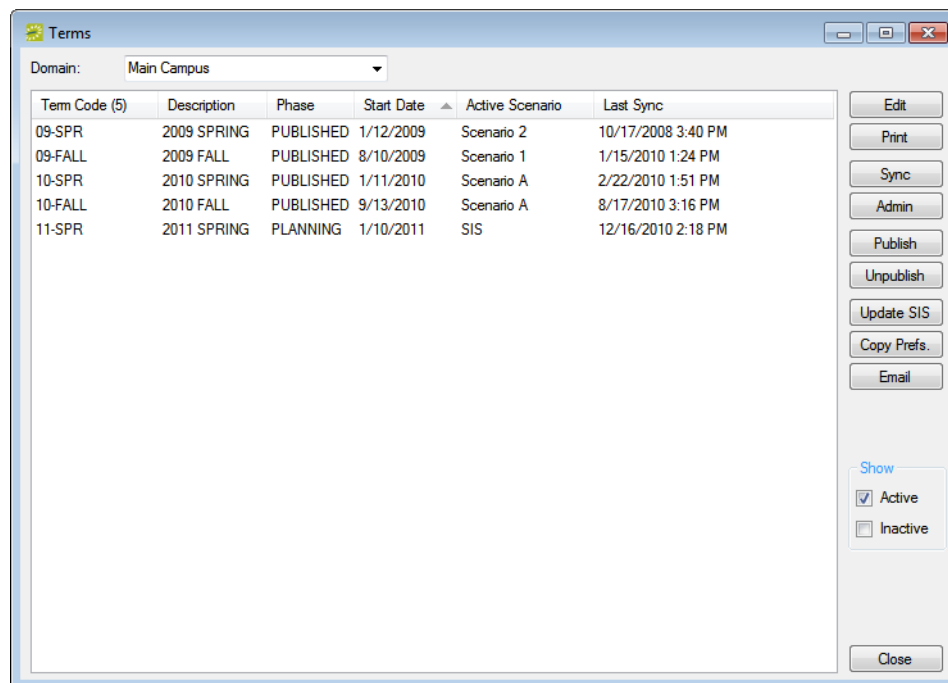 Terms
Domain: Main Campus
Term Code (5) Description Phase Start Date Active Scenario Last Sync
09-SPR 2009 SPRING PUBLISHED 1/12/2009 Scenario 2 10/17/2008 3:40 PM
09-FALL 2009 FALL PUBLISHED 8/10/2009 Scenario 1 1/15/2010 1:24 PM
10-SPR 2010 SPRING PUBLISHED 1/11/2010 Scenario A 2/22/2010 1:51 PM
10-FALL 2010 FALL PUBLISHED 9/13/2010 Scenario A 8/17/2010 3:16 PM
11-SPR 2011 SPRING PLANNING 1/10/2011 SIS 12/16/2010 2:18 PM
Edit
Print
Sync
Admin
Publish
Unpublish
Update SIS
Copy Prefs.
Email
Show
Active
Inactive
Close